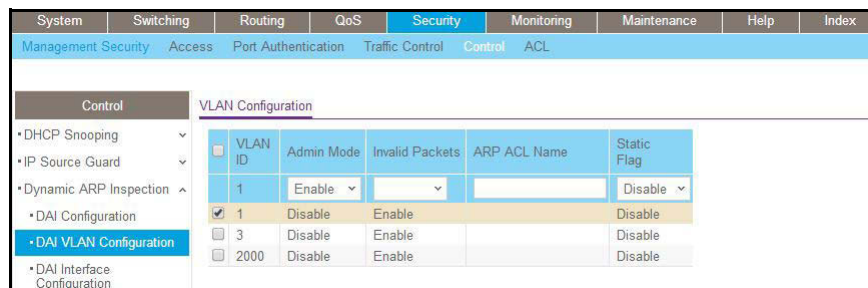 System Switching Routing QoS Security Monitoring Maintenance Help Index
Management Security Access Port Authentication Traffic Control Control ACL
Control
VLAN Configuration
DHCP Snooping
IP Source Guard
Dynamic ARP Inspection
DAI Configuration
DAI VLAN Configuration
DAI Interface
Configuration
VLAN ID Admin Mode Invalid Packets ARP ACL Name Static Flag
1 Enable Disable
1 Disable Enable Disable
3 Disable Enable Disable
2000 Disable Enable Disable